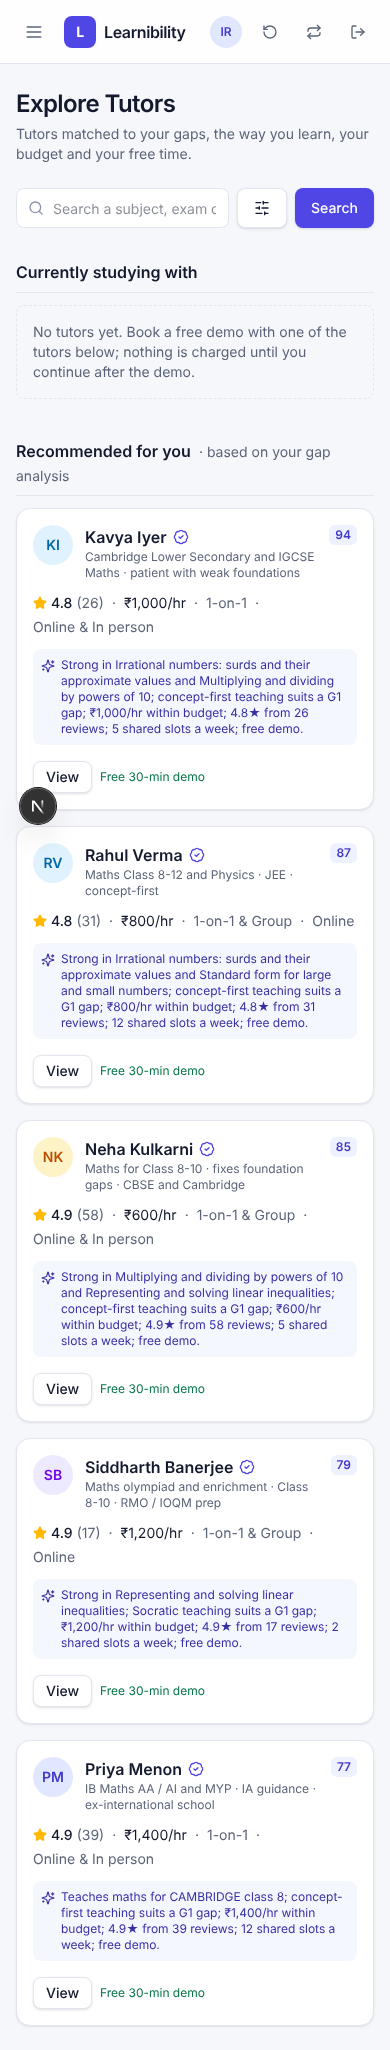 L Learnibility IR
Explore Tutors
Tutors matched to your gaps, the way you learn, your
budget and your free time.
Search a subject, exam Search
Currently studying with
No tutors yet. Book a free demo with one of the
tutors below; nothing is charged until you
continue after the demo.
Recommended for you · based on your gap
analysis
KI Kavya Iyer 94
Cambridge Lower Secondary and IGCSE
Maths · patient with weak foundations
4.8 (26) · ₹1,000/hr · 1-on-1 ·
Online & In person
Strong in Irrational numbers: surds and their
approximate values and Multiplying and dividing
by powers of 10; concept-first teaching suits a G1
gap; ₹1,000/hr within budget; 4.8★ from 26
reviews; 5 shared slots a week; free demo.
View Free 30-min demo
N
RV Rahul Verma 87
Maths Class 8-12 and Physics · JEE ·
concept-first
4.8 (31) · ₹800/hr · 1-on-1 & Group · Online
Strong in Irrational numbers: surds and their
approximate values and Standard form for large
and small numbers; concept-first teaching suits a
G1 gap; ₹800/hr within budget; 4.8★ from 31
reviews; 12 shared slots a week; free demo.
View Free 30-min demo
NK Neha Kulkarni 85
Maths for Class 8-10 · fixes foundation
gaps · CBSE and Cambridge
4.9 (58) · ₹600/hr · 1-on-1 & Group ·
Online & In person
Strong in Multiplying and dividing by powers of 10
and Representing and solving linear inequalities;
concept-first teaching suits a G1 gap; ₹600/hr
within budget; 4.9★ from 58 reviews; 5 shared
slots a week; free demo.
View Free 30-min demo
SB Siddharth Banerjee 79
Maths olympiad and enrichment · Class
8-10 · RMO / IOQM prep
4.9 (17) · ₹1,200/hr · 1-on-1 & Group ·
Online
Strong in Representing and solving linear
inequalities; Socratic teaching suits a G1 gap;
₹1,200/hr within budget; 4.9★ from 17 reviews; 2
shared slots a week; free demo.
View Free 30-min demo
PM Priya Menon 77
IB Maths AA / AI and MYP · IA guidance ·
ex-international school
4.9 (39) · ₹1,400/hr · 1-on-1 ·
Online & In person
Teaches maths for CAMBRIDGE class 8; concept-
first teaching suits a G1 gap; ₹1,400/hr within
budget; 4.9★ from 39 reviews; 12 shared slots a
week; free demo.
View Free 30-min demo